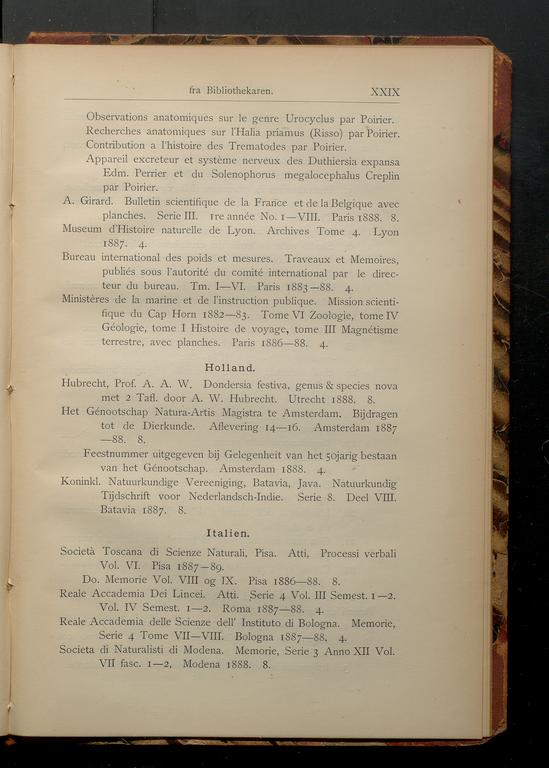 fra Bibliothekaren. XXIX
Observations anatomiques sur le genre Urocyclus par Poirier.
Recherches anatomiques sur l'Halia priamus (Risso) par Poirier.
Contribution a l'histoire des Trematodes par Poirier.
Appareil excreteur et système nerveux des Duthiersia expansa
Edm. Perrier et du Solenophorus megalocephalus Creplin
par Poirier.
A. Girard. Bulletin scientifique de la France et de la Belgique avec
planches. Serie III. 1re année No. 1—VIII. Paris 1888. 8.
Museum d'Histoire naturelle de Lyon. Archives Tome 4. Lyon
1887. 4.
Bureau international des poids et mesures. Traveaux et Memoires,
publiés sous l'autorité du comité international par le direc-
teur du bureau. Tm. I—VI. Paris 1883—88. 4.
Ministères de la marine et de l'instruction publique. Mission scienti-
fique du Cap Horn 1882—83. Tome VI Zoologie, tome IV
Géologie, tome I Histoire de voyage, tome III Magnétisme
terrestre, avec planches. Paris 1886—88. 4.
Holland.
Hubrecht, Prof. A. A. W. Dondersia festiva, genus & species nova
met 2 Tafl. door A. W. Hubrecht. Utrecht 1888. 8.
Het Génootschap Natura-Artis Magistra te Amsterdam. Bijdragen
tot de Dierkunde. Aflevering 14—16. Amsterdam 1887
—88. 8.
Feestnummer uitgegeven bij Gelegenheit van het 50jarig bestaan
van het Génootschap. Amsterdam 1888. 4.
Koninkl. Natuurkundige Vereeniging, Batavia, Java. Natuurkundig
Tijdschrift voor Nederlandsch-Indie. Serie 8. Deel VIII.
Batavia 1887. 8.
Italien.
Società Toscana di Scienze Naturali, Pisa. Atti, Processi verbali
Vol. VI. Pisa 1887—89.
Do. Memorie Vol. VIII og IX. Pisa 1886—88. 8.
Reale Accademia Dei Lincei. Atti. Serie 4 Vol. III Semest. 1—2.
Vol. IV Semest. 1—2. Roma 1887—88. 4.
Reale Accademia delle Scienze dell' Instituto di Bologna. Memorie,
Serie 4 Tome VII—VIII. Bologna 1887—88. 4.
Societa di Naturalisti di Modena. Memorie, Serie 3 Anno XII Vol.
VII fasc. 1—2, Modena 1888. 8.